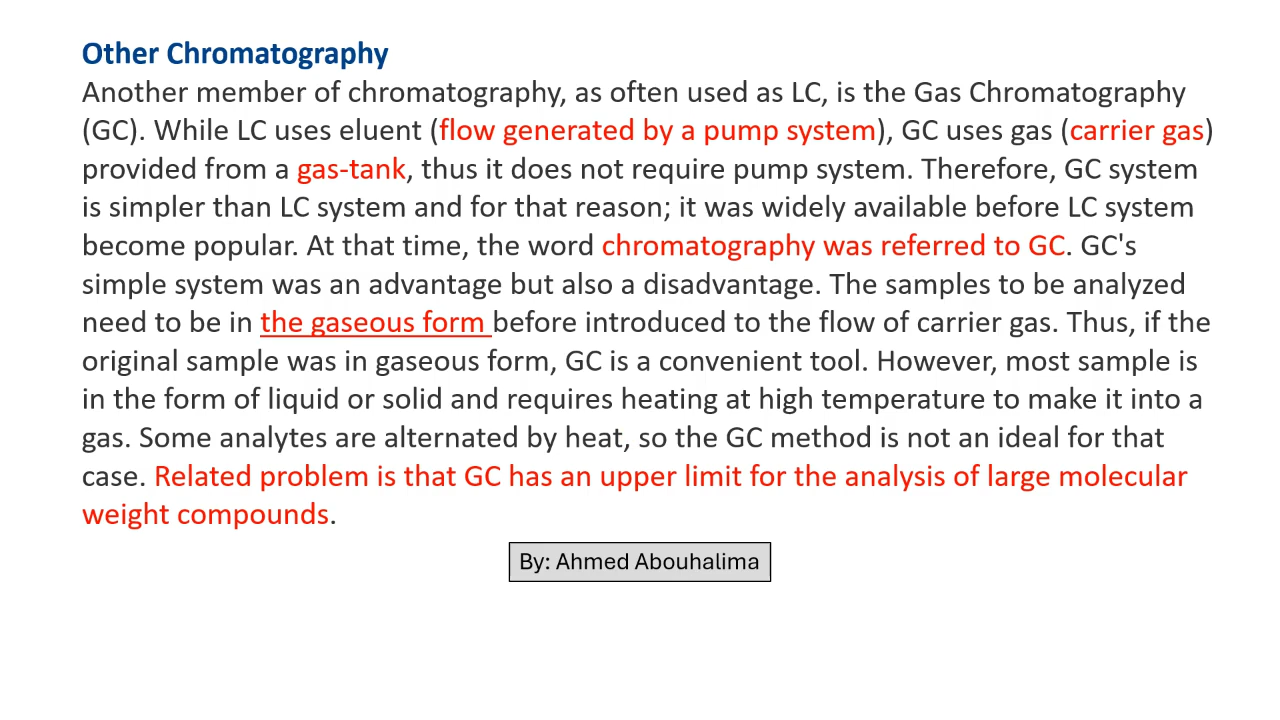 Other Chromatography
Another member of chromatography, as often used as LC, is the Gas Chromatography
(GC). While LC uses eluent (flow generated by a pump system), GC uses gas (carrier gas)
provided from a gas-tank, thus it does not require pump system. Therefore, GC system
is simpler than LC system and for that reason; it was widely available before LC system
become popular. At that time, the word chromatography was referred to GC. GC's
simple system was an advantage but also a disadvantage. The samples to be analyzed
need to be in the gaseous form before introduced to the flow of carrier gas. Thus, if the
original sample was in gaseous form, GC is a convenient tool. However, most sample is
in the form of liquid or solid and requires heating at high temperature to make it into a
gas. Some analytes are alternated by heat, so the GC method is not an ideal for that
case. Related problem is that GC has an upper limit for the analysis of large molecular
weight compounds.
By: Ahmed Abouhalima